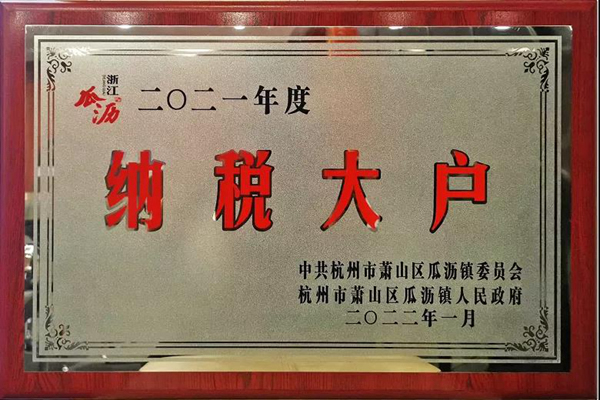 浙江
瓜沥
二〇二一年度
纳税大户
中共杭州市萧山区瓜沥镇委员会
杭州市萧山区瓜沥镇人民政府
二〇二二年一月